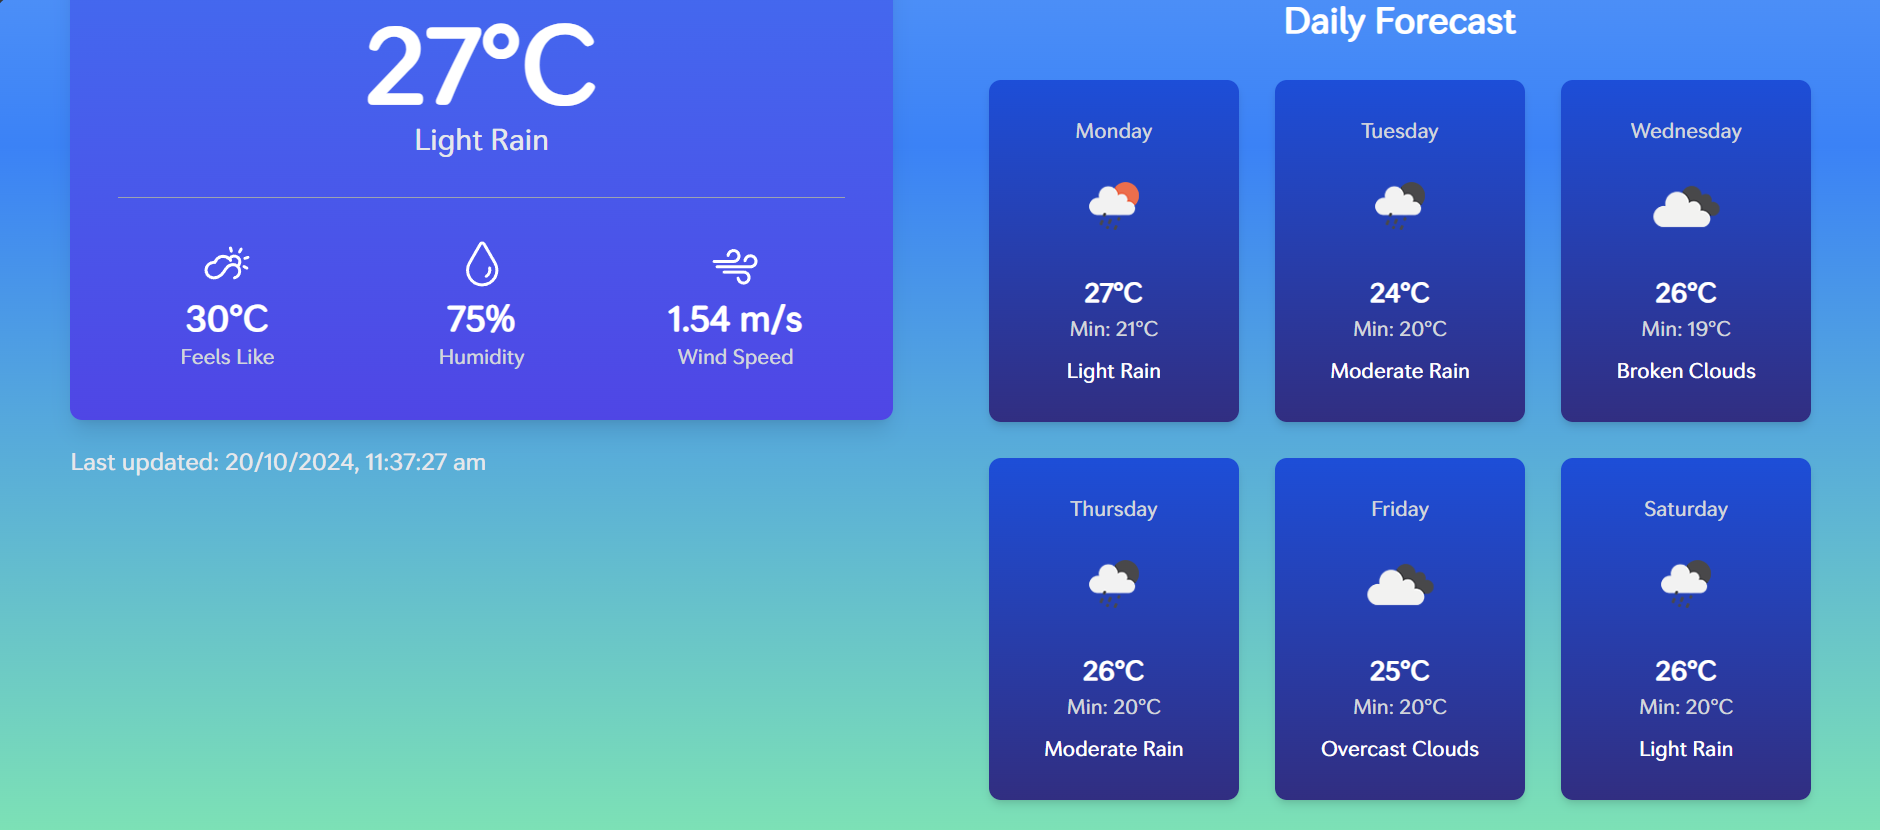 27°C
Light Rain
30°C
Feels Like
75%
Humidity
1.54 m/s
Wind Speed
Last updated: 20/10/2024, 11:37:27 am
Daily Forecast
Monday
27°C
Min: 21°C
Light Rain
Tuesday
24°C
Min: 20°C
Moderate Rain
Wednesday
26°C
Min: 19°C
Broken Clouds
Thursday
26°C
Min: 20°C
Moderate Rain
Friday
25°C
Min: 20°C
Overcast Clouds
Saturday
26°C
Min: 20°C
Light Rain